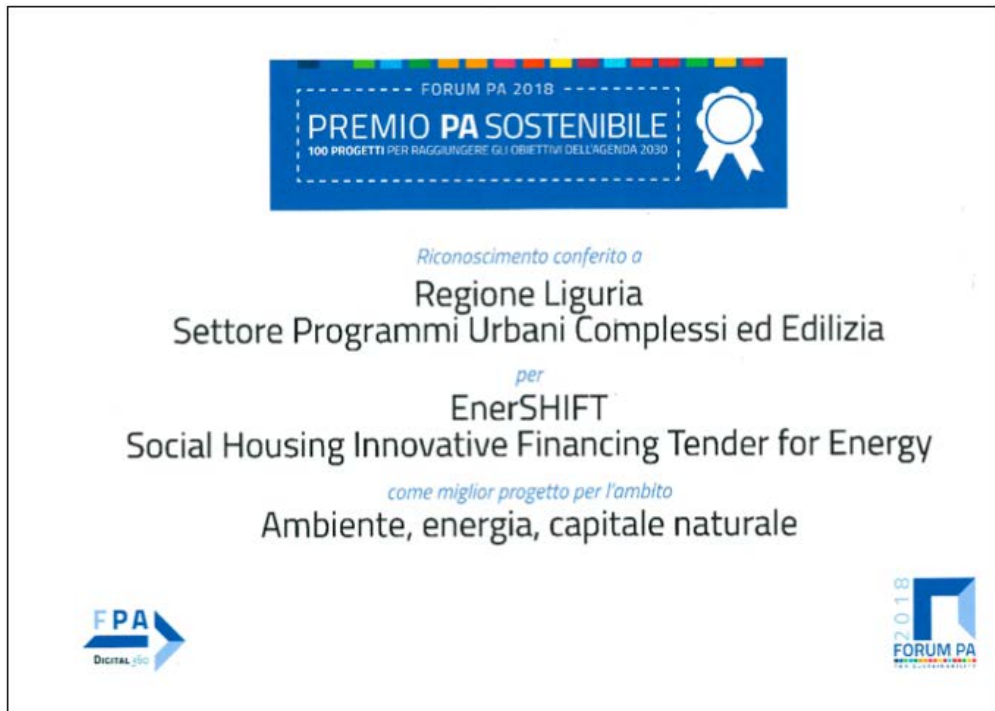 FORUM PA 2018
PREMIO PA SOSTENIBILE
100 PROGETTI PER RAGGIUNGERE GLI OBIETTIVI DELL'AGENDA 2030
Riconoscimento conferito a
Regione Liguria
Settore Programmi Urbani Complessi ed Edilizia
per
EnerSHIFT
Social Housing Innovative Financing Tender for Energy
come miglior progetto per l'ambito
Ambiente, energia, capitale naturale
FPA
DIGITAL 360
2018
FORUM PA